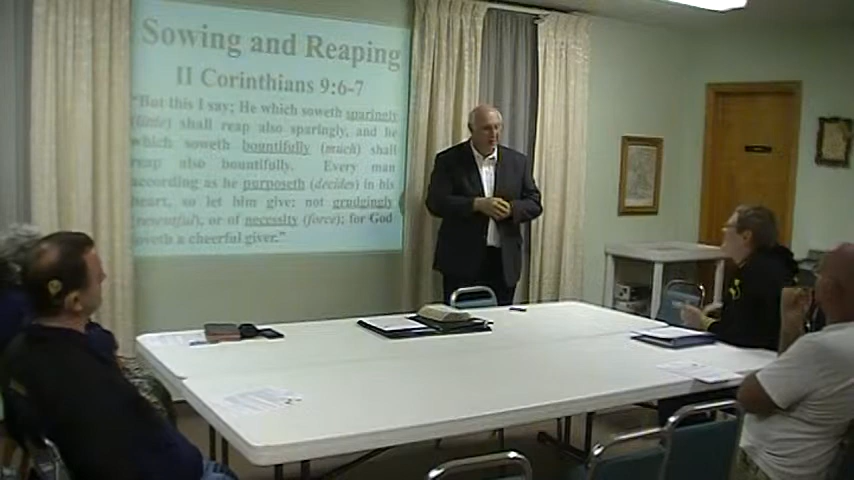 Sowing and Reaping
II Corinthians 9:6-7
"But this I say; He which soweth sparingly
(little) shall reap also sparingly, and he
which soweth bountifully (much) shall
reap also bountifully. Every man
according as he purposeth (decides) in his
heart, so let him give: not grudgingly
(resentful), or of necessity (force); for God
loveth a cheerful giver."